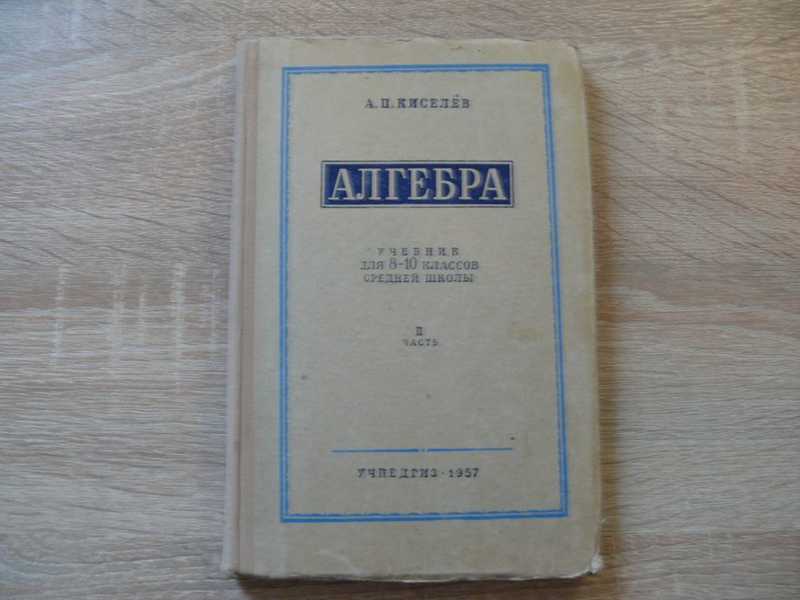 А. П. КИСЕЛЁВ
АЛГЕБРА
УЧЕБНИК
ДЛЯ 8-10 КЛАССОВ
СРЕДНЕЙ ШКОЛЫ
II
ЧАСТЬ
УЧПЕДГИЗ · 1957